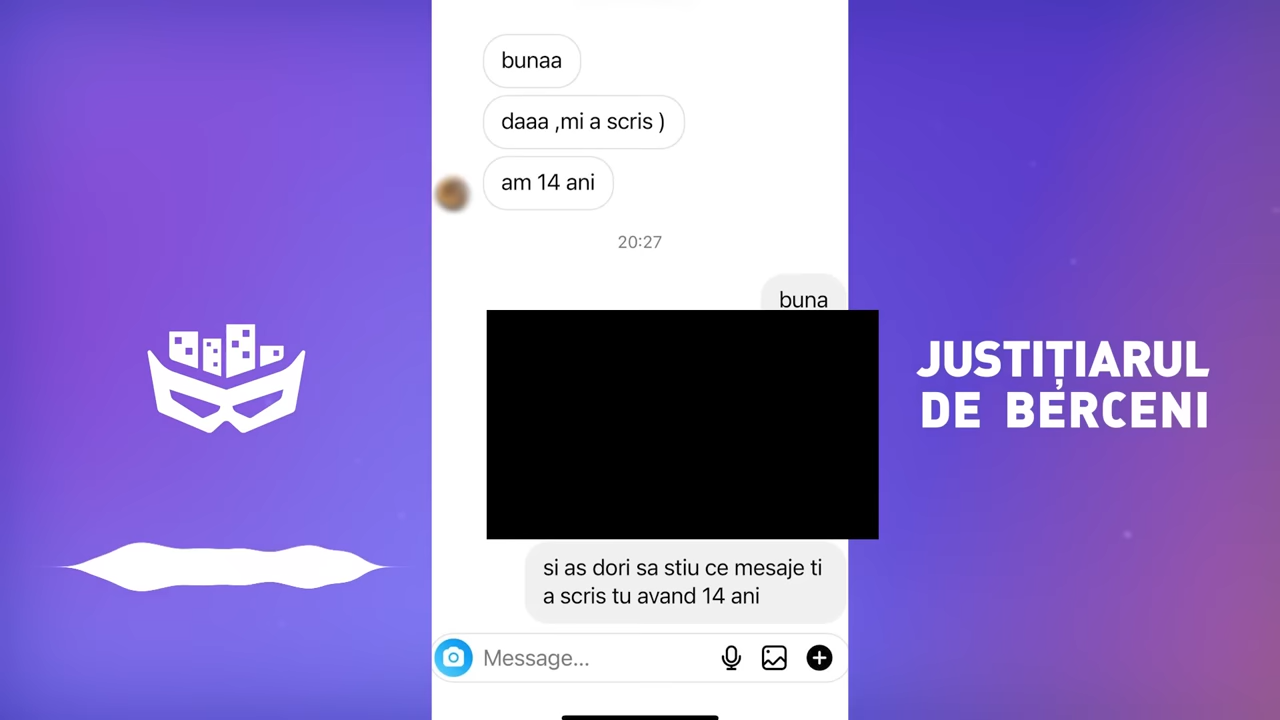 bunaa
daaa ,mi a scris )
am 14 ani
20:27
buna
si as dori sa stiu ce mesaje ti
a scris tu avand 14 ani
Message...
JUSTIȚIARUL
DE BERCENI